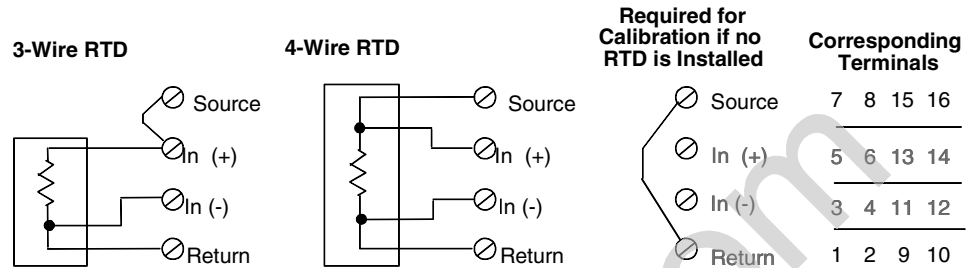 3-Wire RTD
Source
In (+)
In (-)
Return
4-Wire RTD
Source
In (+)
In (-)
Return
Required for
Calibration if no
RTD is Installed
Source
In (+)
In (-)
Return
Corresponding
Terminals
7 8 15 16
5 6 13 14
3 4 11 12
1 2 9 10